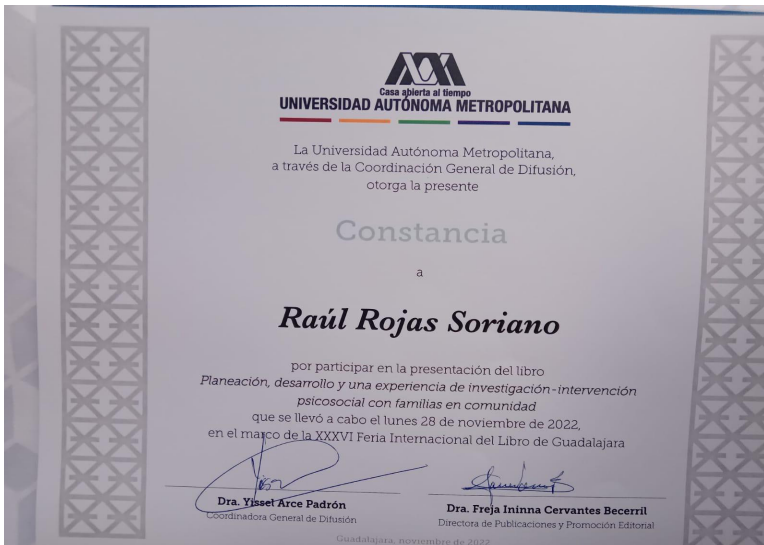 Casa abierta al tiempo
UNIVERSIDAD AUTÓNOMA METROPOLITANA
La Universidad Autónoma Metropolitana,
a través de la Coordinación General de Difusión,
otorga la presente
Constancia
a
Raúl Rojas Soriano
por participar en la presentación del libro
Planeación, desarrollo y una experiencia de investigación-intervención
psicosocial con familias en comunidad
que se llevó a cabo el lunes 28 de noviembre de 2022,
en el marco de la XXXVI Feria Internacional del Libro de Guadalajara
Dra. Yissel Arce Padrón
Coordinadora General de Difusión
Dra. Freja Ininna Cervantes Becerril
Directora de Publicaciones y Promoción Editorial
Guadalajara, noviembre de 2022